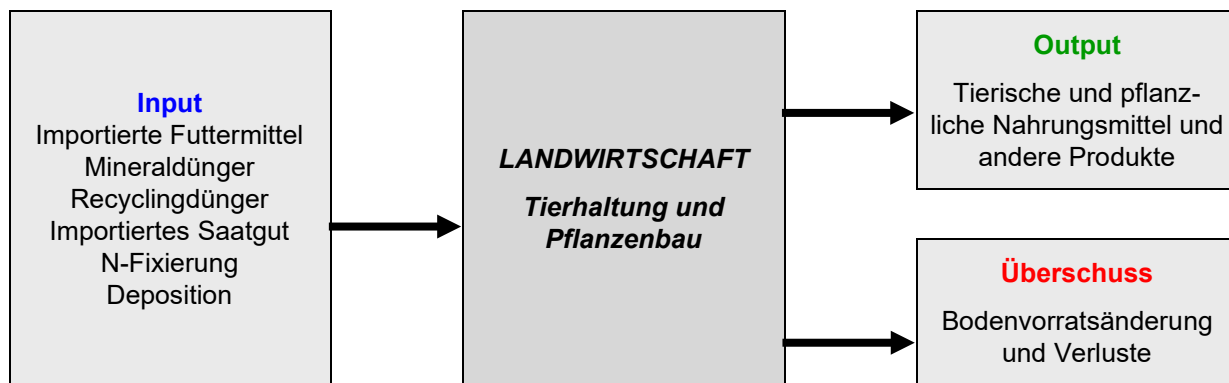 Input
Importierte Futtermittel
Mineraldünger
Recyclingdünger
Importiertes Saatgut
N-Fixierung
Deposition
LANDWIRTSCHAFT
Tierhaltung und
Pflanzenbau
Output
Tierische und pflanz-
liche Nahrungsmittel und
andere Produkte
Überschuss
Bodenvorratsänderung
und Verluste